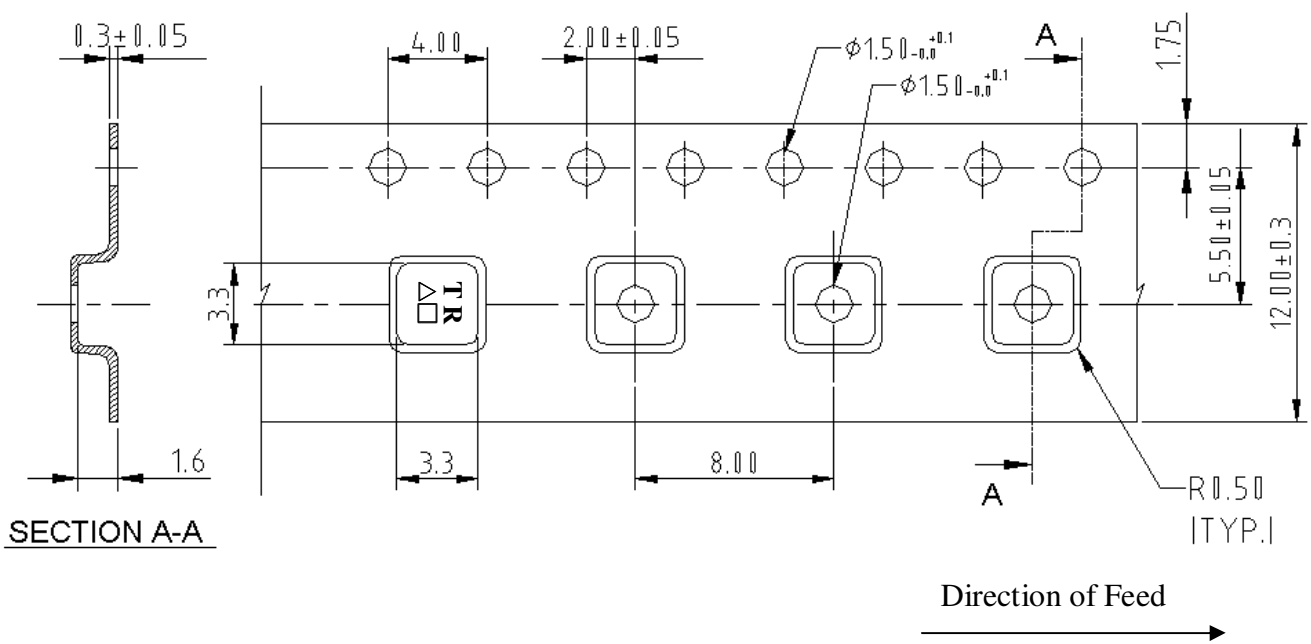 0.3±0.05
4.00
2.00±0.05
⌀1.50 -0.0 +0.1
⌀1.50 -0.0 +0.1
A
1.75
5.50±0.05
12.00±0.3
3.3
TR
1.6
3.3
8.00
A
R0.50
|TYP.|
SECTION A-A
Direction of Feed